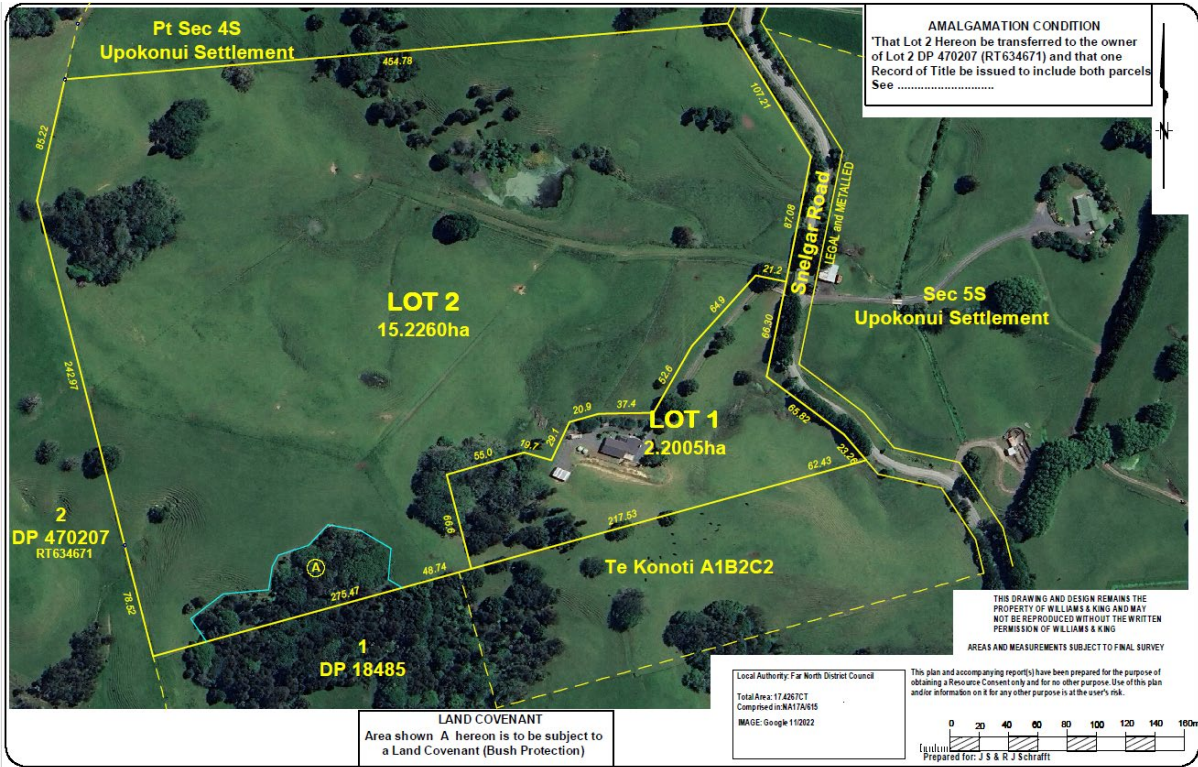 Pt Sec 4S
Upokonui Settlement
AMALGAMATION CONDITION
'That Lot 2 Hereon be transferred to the owner
of Lot 2 DP 470207 (RT634671) and that one
Record of Title be issued to include both parcels
See ..............................
N
454.78
107.21
85.22
87.08
Snelgar Road
LEGAL and METALLED
21.2
LOT 2
15.2260ha
64.9
66.30
Sec 5S
Upokonui Settlement
242.97
52.6
20.9
37.4
29.1
19.7
55.0
LOT 1
2.2005ha
65.82
23.26
62.43
66.6
217.53
2
DP 470207
RT634671
A
48.74
275.47
78.52
Te Konoti A1B2C2
1
DP 18485
THIS DRAWING AND DESIGN REMAINS THE
PROPERTY OF WILLIAMS & KING AND MAY
NOT BE REPRODUCED WITHOUT THE WRITTEN
PERMISSION OF WILLIAMS & KING
AREAS AND MEASUREMENTS SUBJECT TO FINAL SURVEY
LAND COVENANT
Area shown A hereon is to be subject to
a Land Covenant (Bush Protection)
Local Authority: Far North District Council
Total Area: 17.4267CT
Comprised in:NA17A/615
IMAGE: Google 11/2022
This plan and accompanying report(s) have been prepared for the purpose of
obtaining a Resource Consent only and for no other purpose. Use of this plan
and/or information on it for any other purpose is at the user's risk.
0 20 40 60 80 100 120 140 160m
Prepared for: J S & R J Schrafft